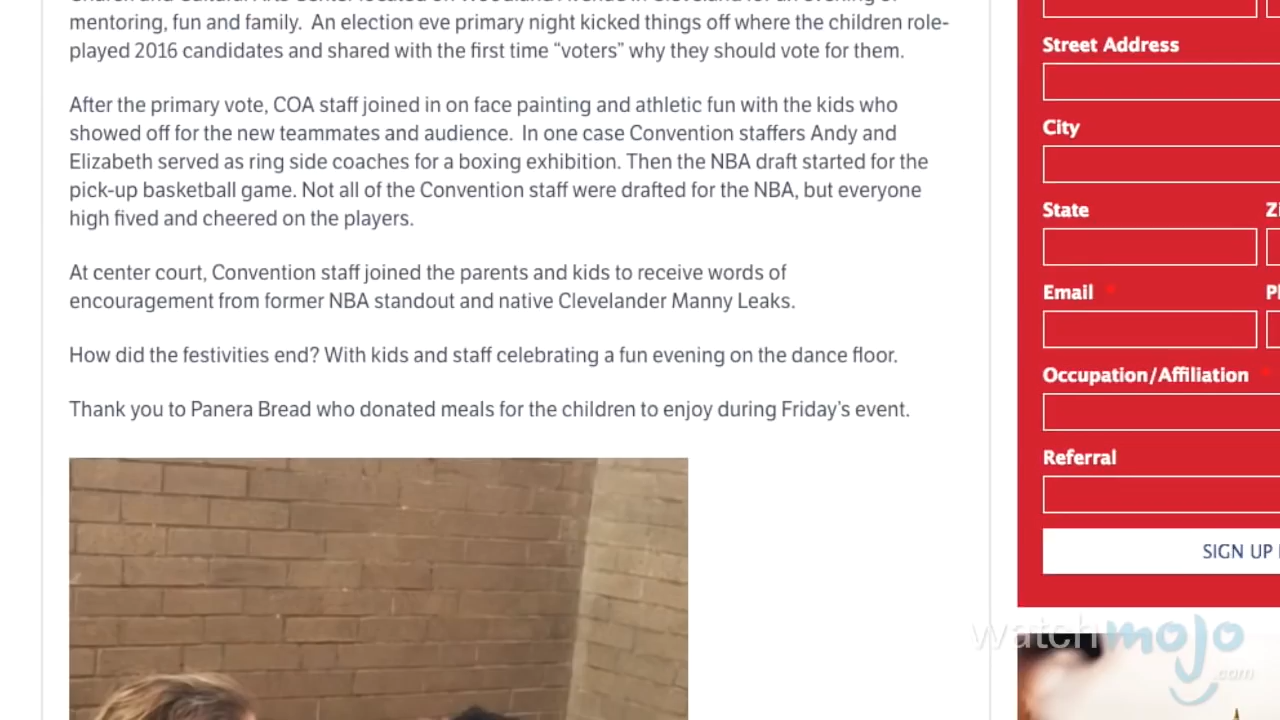 mentoring, fun and family. An election eve primary night kicked things off where the children role-
played 2016 candidates and shared with the first time “voters” why they should vote for them.
After the primary vote, COA staff joined in on face painting and athletic fun with the kids who
showed off for the new teammates and audience. In one case Convention staffers Andy and
Elizabeth served as ring side coaches for a boxing exhibition. Then the NBA draft started for the
pick-up basketball game. Not all of the Convention staff were drafted for the NBA, but everyone
high fived and cheered on the players.
At center court, Convention staff joined the parents and kids to receive words of
encouragement from former NBA standout and native Clevelander Manny Leaks.
How did the festivities end? With kids and staff celebrating a fun evening on the dance floor.
Thank you to Panera Bread who donated meals for the children to enjoy during Friday’s event.
Street Address
City
State
Email *
Occupation/Affiliation *
Referral
SIGN UP
watchmojo
.com